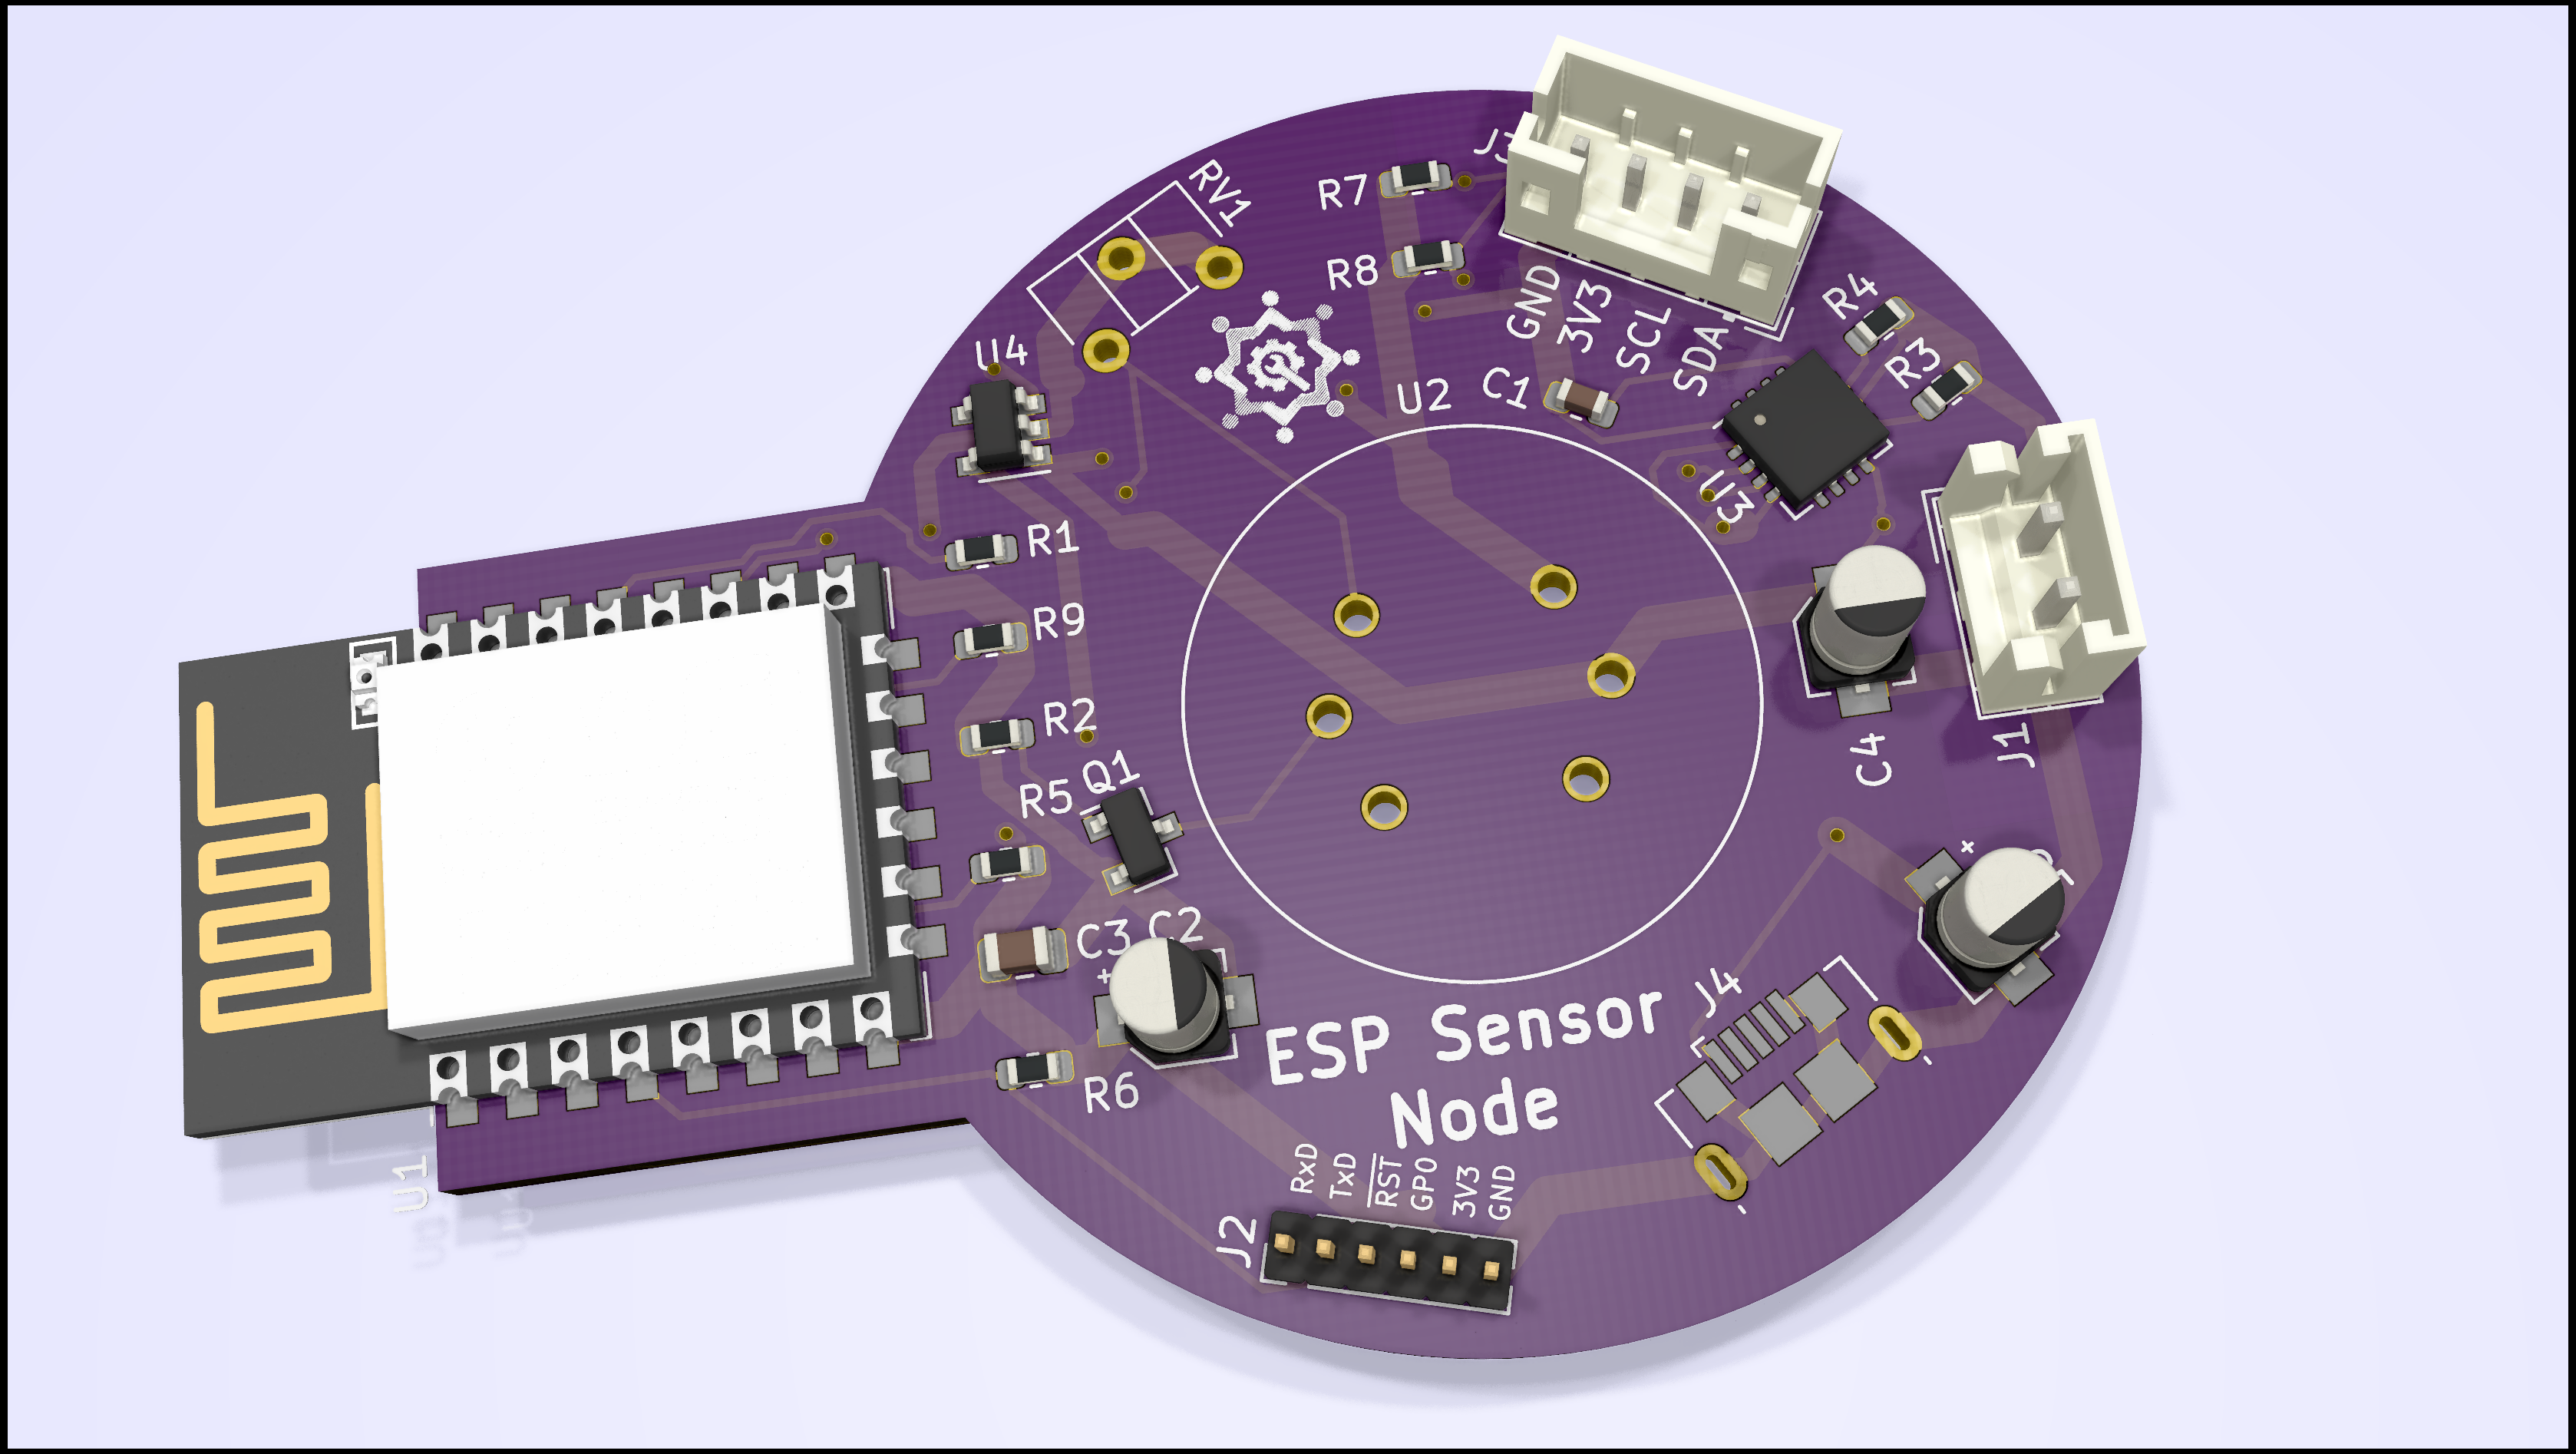 J3
R7
RV1
R8
R4
GND
3V3
SCL
SDA
R3
U4
U2
C1
U3
R1
R9
R2
Q1
R5
C4
J1
+
C3
C2
+
J4
ESP Sensor
Node
R6
RxD
TxD
RST
GP0
3V3
GND
U1
J2